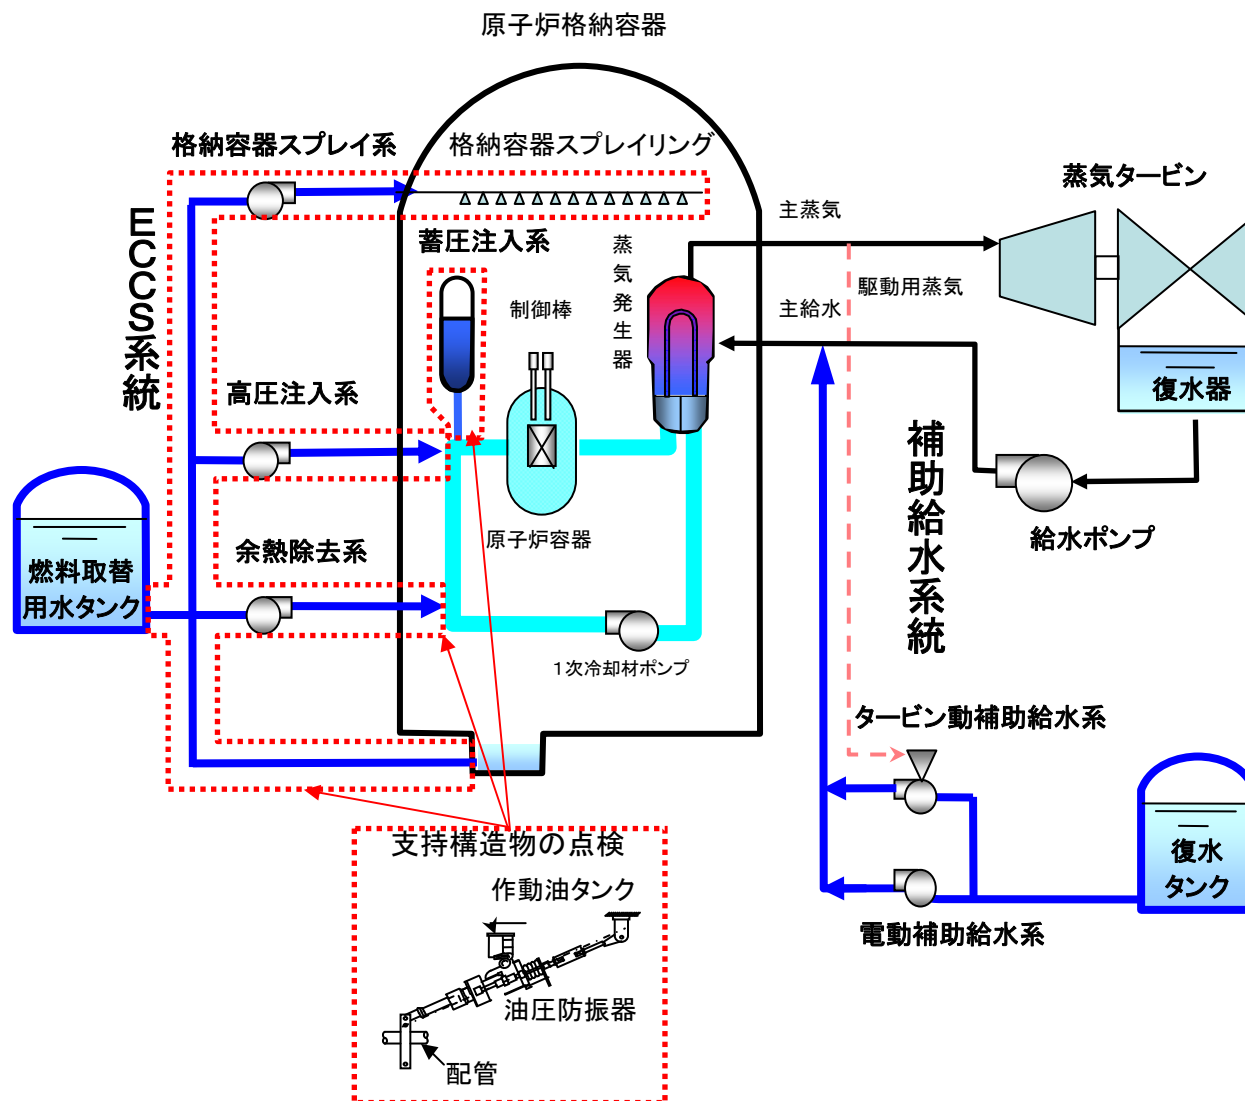 原子炉格納容器
格納容器スプレイ系
格納容器スプレイリング
蒸気タービン
主蒸気
ECCS系統
蓄圧注入系
蒸気発生器
駆動用蒸気
制御棒
主給水
高圧注入系
復水器
補助給水系統
余熱除去系
原子炉容器
給水ポンプ
燃料取替
用水タンク
1次冷却材ポンプ
タービン動補助給水系
支持構造物の点検
復水
タンク
作動油タンク
電動補助給水系
油圧防振器
配管